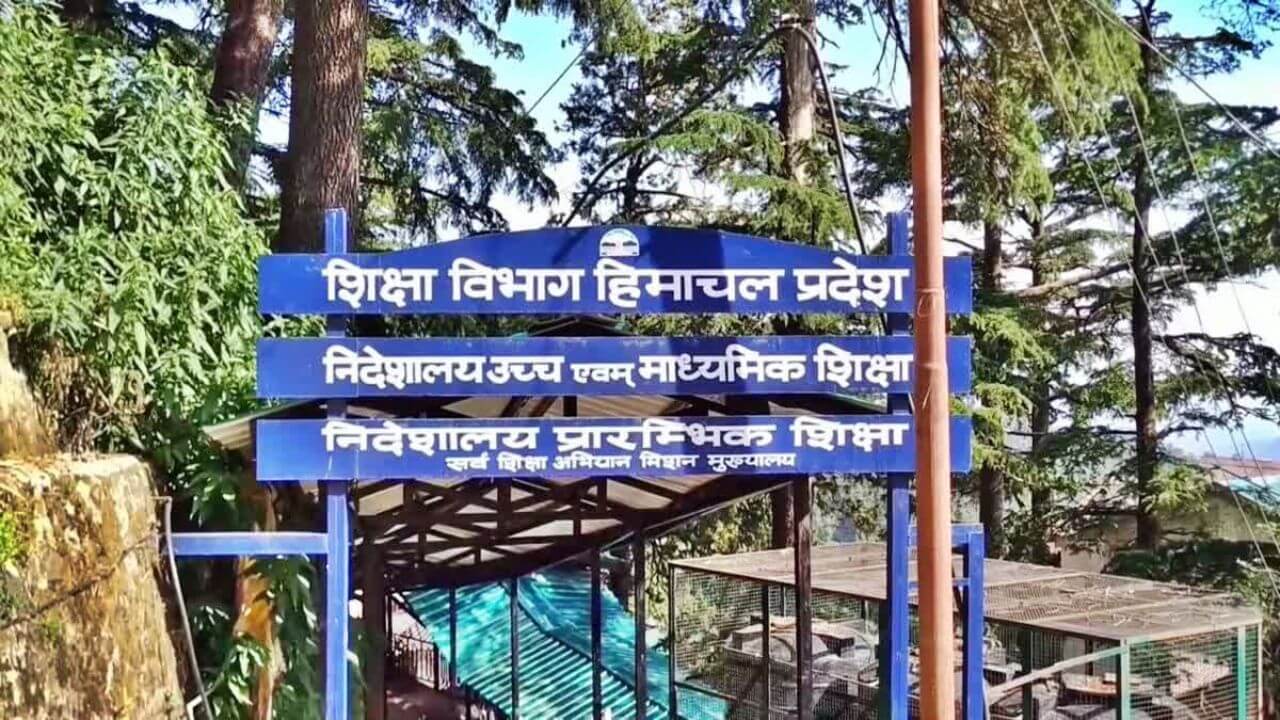 शिक्षा विभाग हिमाचल प्रदेश
निदेशालय उच्च एवम् माध्यमिक शिक्षा
निदेशालय प्रारम्भिक शिक्षा
सर्व शिक्षा अभियान मिशन मुख्यालय